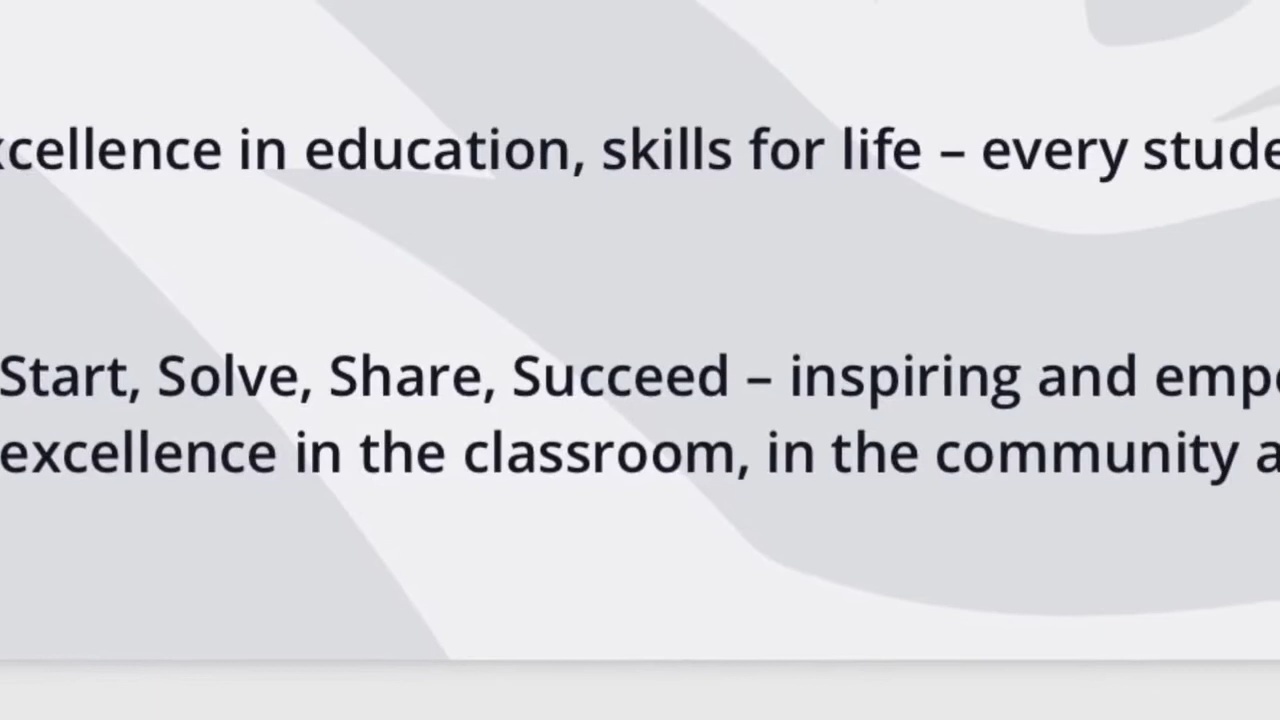 xcellence in education, skills for life – every stude
Start, Solve, Share, Succeed – inspiring and empo
excellence in the classroom, in the community a